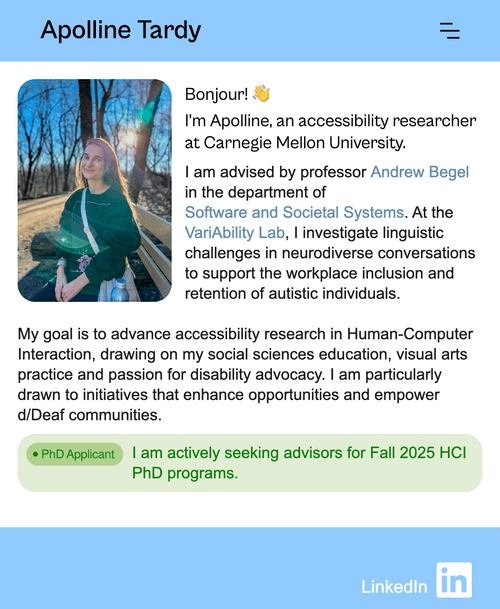 Apolline Tardy
Bonjour! 👋
I'm Apolline, an accessibility researcher
at Carnegie Mellon University.
I am advised by professor Andrew Begel
in the department of
Software and Societal Systems. At the
VariAbility Lab, I investigate linguistic
challenges in neurodiverse conversations
to support the workplace inclusion and
retention of autistic individuals.
My goal is to advance accessibility research in Human-Computer
Interaction, drawing on my social sciences education, visual arts
practice and passion for disability advocacy. I am particularly
drawn to initiatives that enhance opportunities and empower
d/Deaf communities.
• PhD Applicant I am actively seeking advisors for Fall 2025 HCI
PhD programs.
LinkedIn in